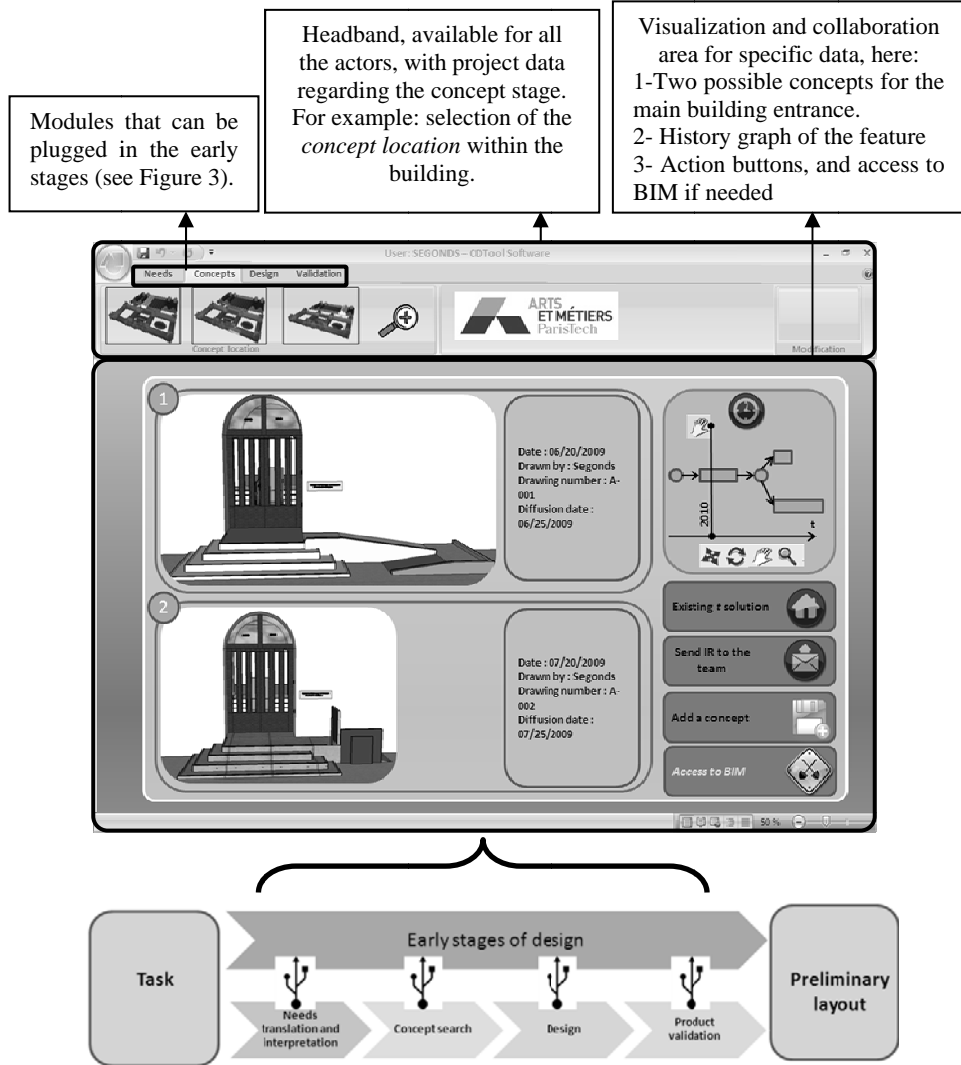 Modules that can be
plugged in the early
stages (see Figure 3).
Headband, available for all
the actors, with project data
regarding the concept stage.
For example: selection of the
concept location within the
building.
Visualization and collaboration
area for specific data, here:
1-Two possible concepts for the
main building entrance.
2- History graph of the feature
3- Action buttons, and access to
BIM if needed
User: SEGONDS – CDTool Software
Needs Concepts Design Validation
Concept location
ARTS
ET MÉTIERS
ParisTech
Modification
1
Date : 06/20/2009
Drawn by : Segonds
Drawing number : A-
001
Diffusion date :
06/25/2009
2010
t
2
Date : 07/20/2009
Drawn by : Segonds
Drawing number : A-
002
Diffusion date :
07/25/2009
Existing t solution
Send IR to the
team
Add a concept
Access to BIM
50 %
Task
Early stages of design
Needs
translation and
interpretation
Concept search
Design
Product
validation
Preliminary
layout